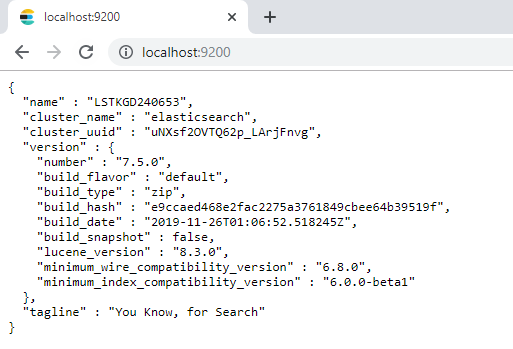 localhost:9200
localhost:9200
{
  "name" : "LSTKGD240653",
  "cluster_name" : "elasticsearch",
  "cluster_uuid" : "uNXsf2OVTQ62p_LArjFnvg",
  "version" : {
    "number" : "7.5.0",
    "build_flavor" : "default",
    "build_type" : "zip",
    "build_hash" : "e9ccaed468e2fac2275a3761849cbee64b39519f",
    "build_date" : "2019-11-26T01:06:52.518245Z",
    "build_snapshot" : false,
    "lucene_version" : "8.3.0",
    "minimum_wire_compatibility_version" : "6.8.0",
    "minimum_index_compatibility_version" : "6.0.0-beta1"
  },
  "tagline" : "You Know, for Search"
}